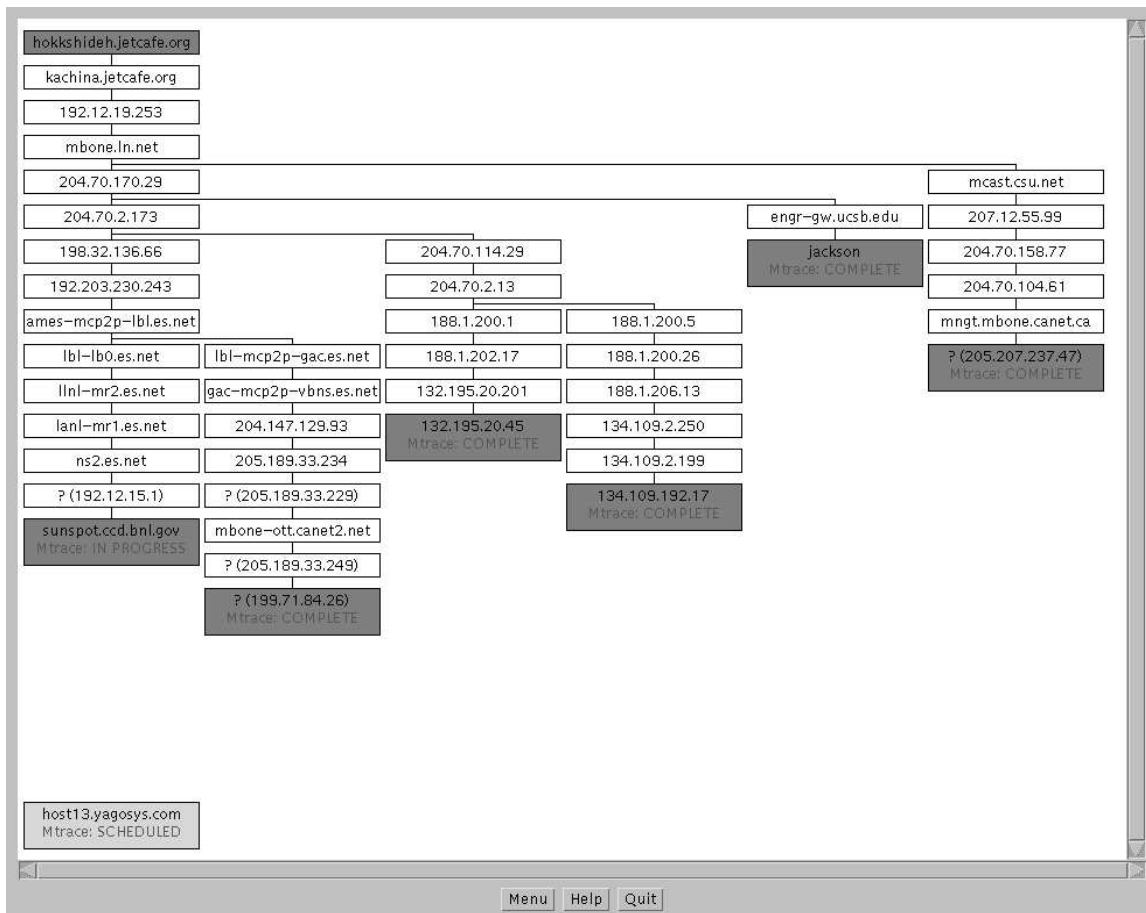 hokkshideh.jetcafe.org
kachina.jetcafe.org
192.12.19.253
mbone.ln.net
204.70.170.29
mcast.csu.net
204.70.2.173
engr-gw.ucsb.edu
207.12.55.99
198.32.136.66
204.70.114.29
jackson
Mtrace: COMPLETE
204.70.158.77
192.203.230.243
204.70.2.13
204.70.104.61
ames-mcp2p-lbl.es.net
188.1.200.1
188.1.200.5
mngt.mbone.canet.ca
lbl-lb0.es.net
lbl-mcp2p-gac.es.net
188.1.202.17
188.1.200.26
? (205.207.237.47)
Mtrace: COMPLETE
llnl-mr2.es.net
gac-mcp2p-vbns.es.net
132.195.20.201
188.1.206.13
lanl-mr1.es.net
204.147.129.93
132.195.20.45
Mtrace: COMPLETE
134.109.2.250
ns2.es.net
205.189.33.234
134.109.2.199
? (192.12.15.1)
? (205.189.33.229)
134.109.192.17
Mtrace: COMPLETE
sunspot.ccd.bnl.gov
Mtrace: IN PROGRESS
mbone-ott.canet2.net
? (205.189.33.249)
? (199.71.84.26)
Mtrace: COMPLETE
host13.yagosys.com
Mtrace: SCHEDULED
Menu Help Quit